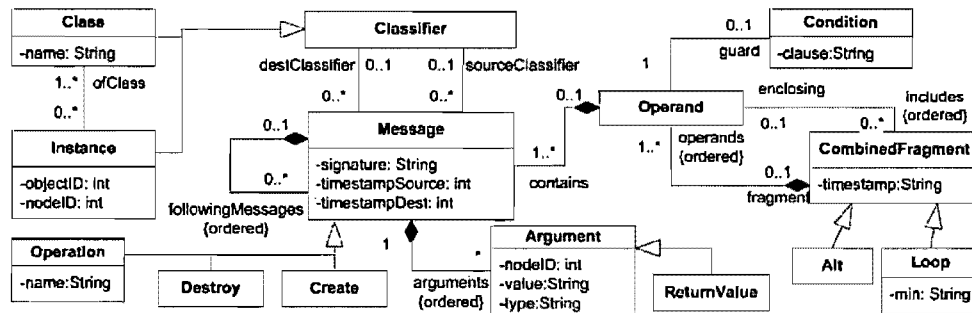 Class
-name: String
1..*
ofClass
0..*
Instance
-objectID: int
-nodeID: int
Classifier
destClassifier
0..1
0..1
sourceClassifier
0..*
0..*
Message
-signature: String
-timestampSource: int
-timestampDest: int
0..1
0..*
followingMessages
{ordered}
Operation
-name:String
Destroy
Create
1
*
arguments
{ordered}
Argument
-nodeID: int
-value:String
-type:String
ReturnValue
0..1
1..*
contains
Operand
1
0..1
guard
Condition
-clause:String
enclosing
0..1
includes
{ordered}
0..*
operands
{ordered}
1..*
0..1
fragment
CombinedFragment
-timestamp:String
Alt
Loop
-min: String